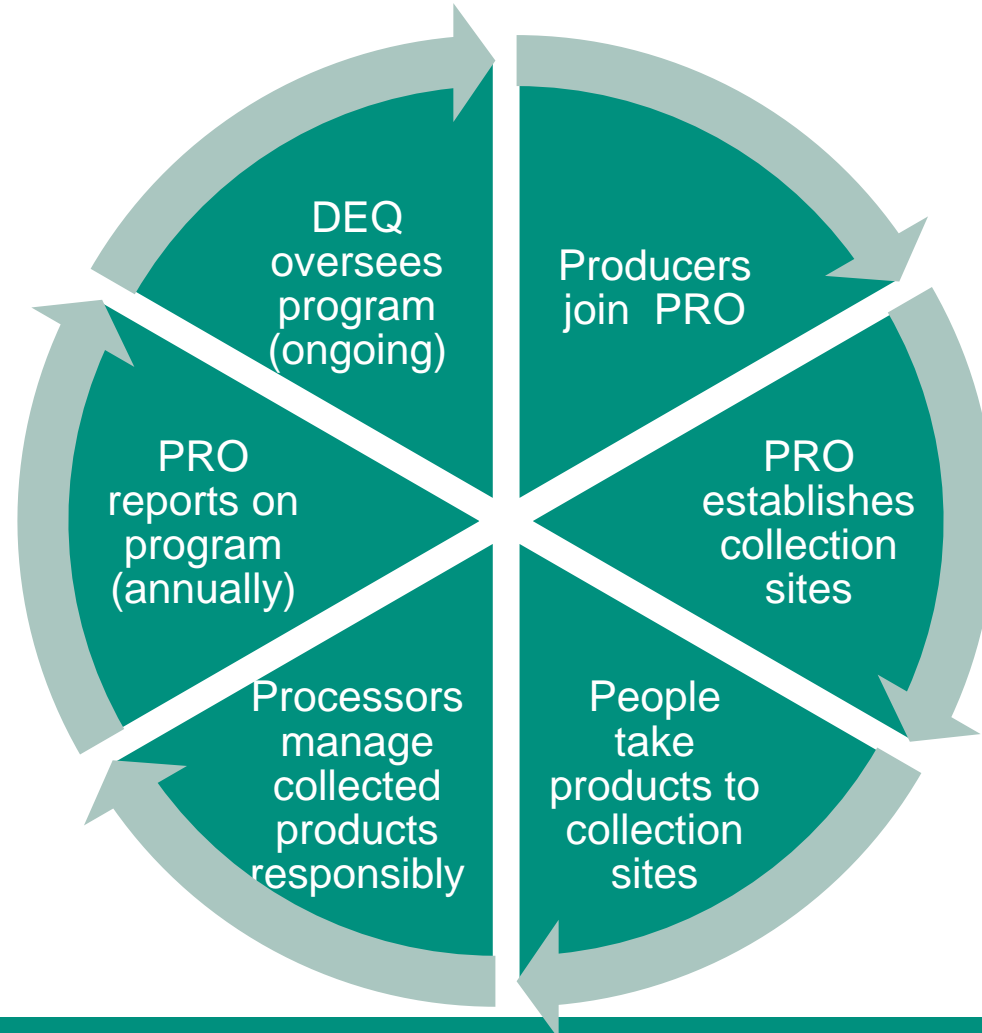 Producers
join PRO
PRO
establishes
collection
sites
People
take
products to
collection
sites
Processors
manage
collected
products
responsibly
PRO
reports on
program
(annually)
DEQ
oversees
program
(ongoing)